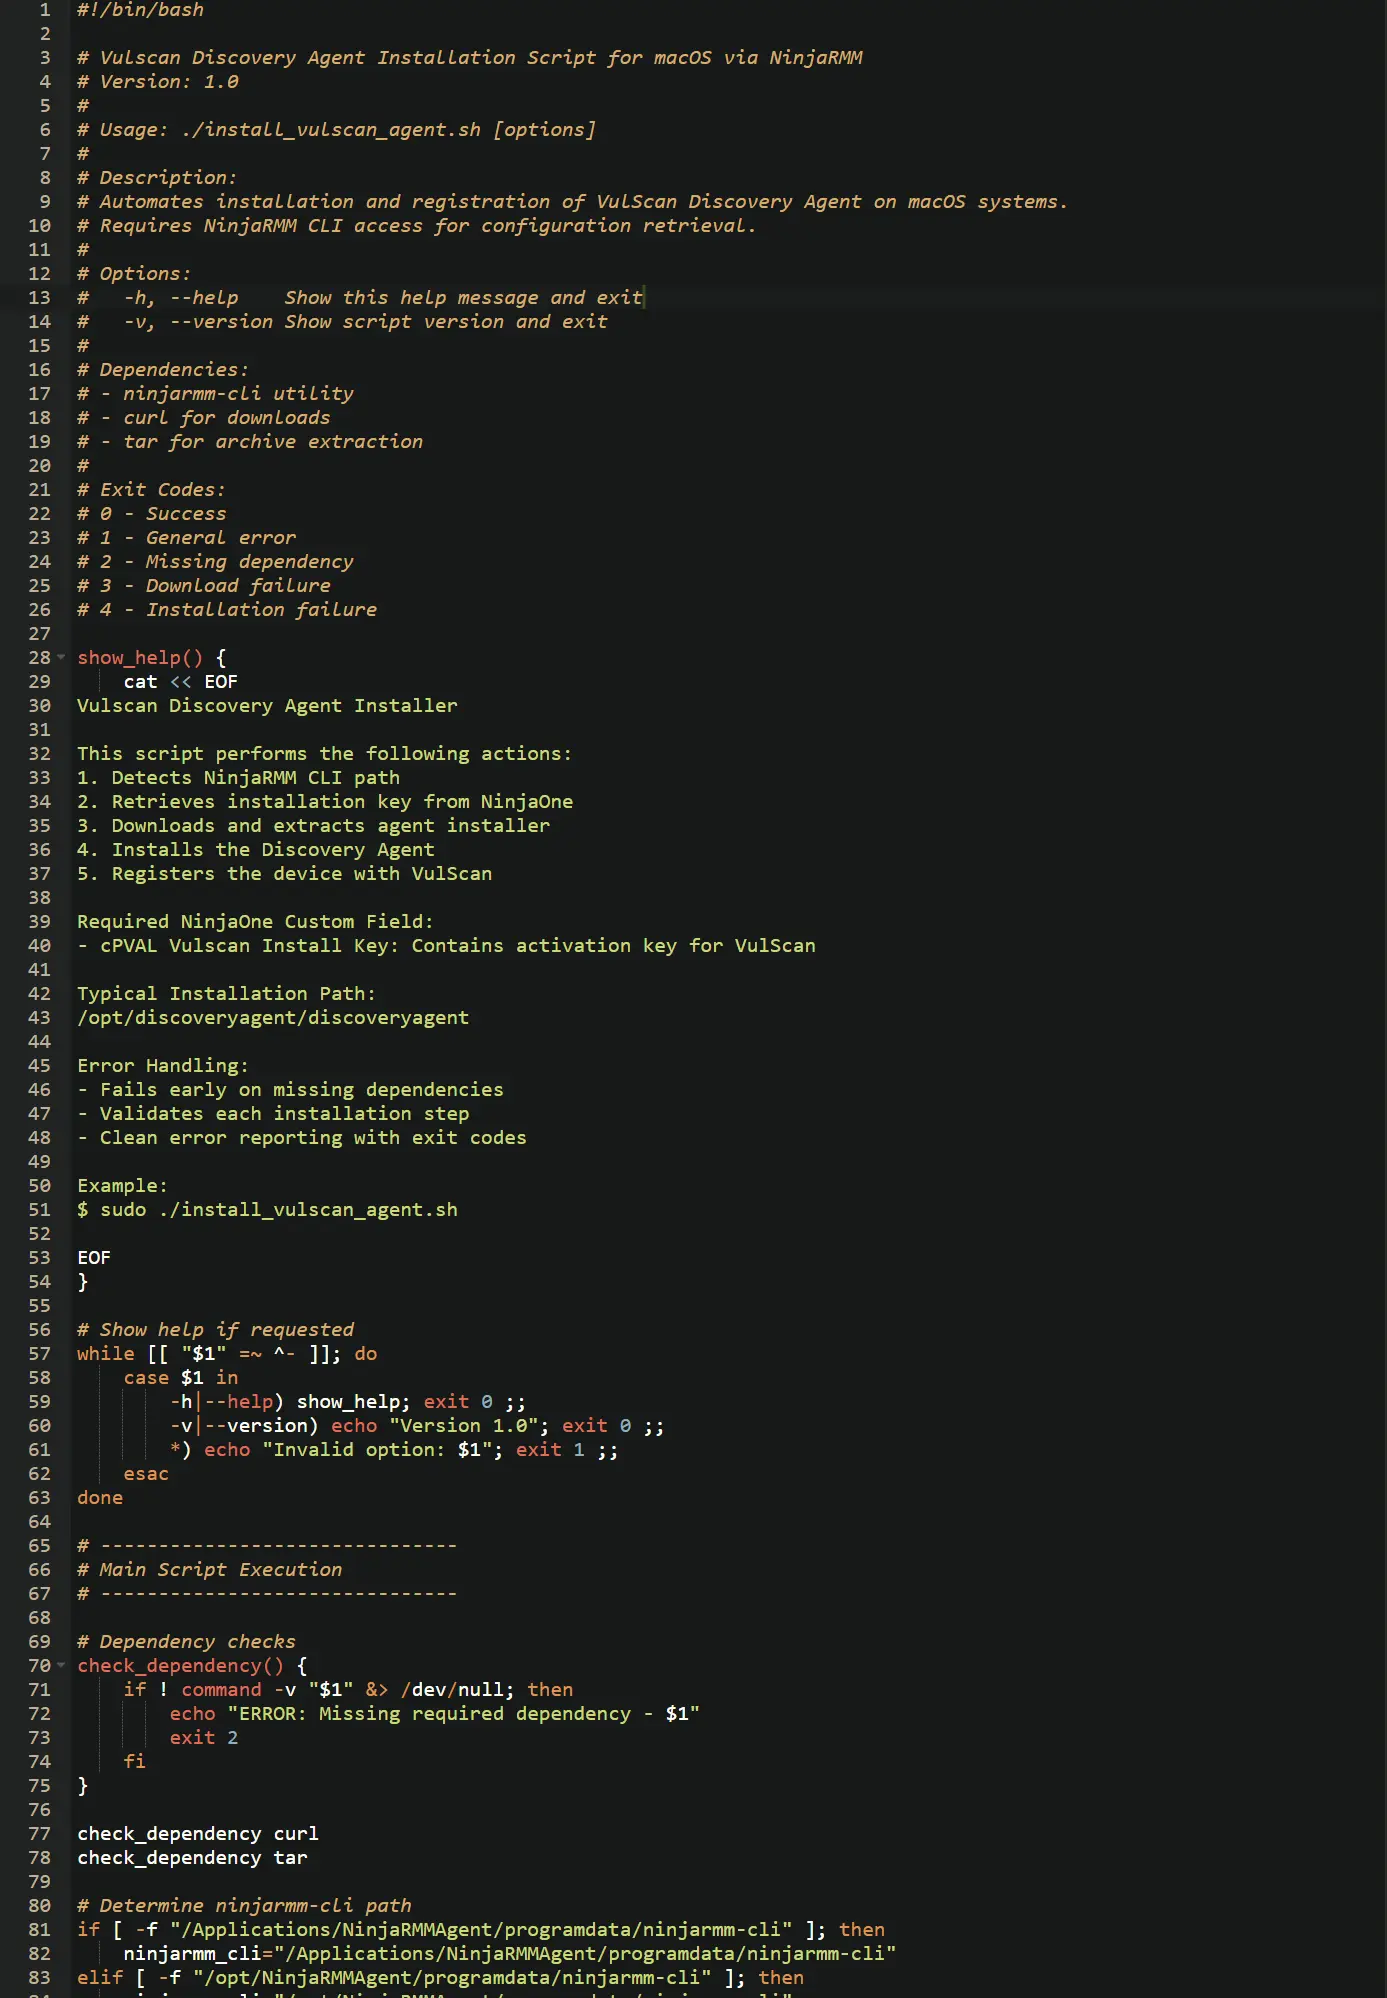 1 #!/bin/bash
2
3 # Vulscan Discovery Agent Installation Script for macOS via NinjaRMM
4 # Version: 1.0
5 #
6 # Usage: ./install_vulscan_agent.sh [options]
7 #
8 # Description:
9 # Automates installation and registration of VulScan Discovery Agent on macOS systems.
10 # Requires NinjaRMM CLI access for configuration retrieval.
11 #
12 # Options:
13 #   -h, --help    Show this help message and exit
14 #   -v, --version Show script version and exit
15 #
16 # Dependencies:
17 # - ninjarmm-cli utility
18 # - curl for downloads
19 # - tar for archive extraction
20 #
21 # Exit Codes:
22 # 0 - Success
23 # 1 - General error
24 # 2 - Missing dependency
25 # 3 - Download failure
26 # 4 - Installation failure
27
28 show_help() {
29     cat << EOF
30 Vulscan Discovery Agent Installer
31
32 This script performs the following actions:
33 1. Detects NinjaRMM CLI path
34 2. Retrieves installation key from NinjaOne
35 3. Downloads and extracts agent installer
36 4. Installs the Discovery Agent
37 5. Registers the device with VulScan
38
39 Required NinjaOne Custom Field:
40 - cPVAL Vulscan Install Key: Contains activation key for VulScan
41
42 Typical Installation Path:
43 /opt/discoveryagent/discoveryagent
44
45 Error Handling:
46 - Fails early on missing dependencies
47 - Validates each installation step
48 - Clean error reporting with exit codes
49
50 Example:
51 $ sudo ./install_vulscan_agent.sh
52
53 EOF
54 }
55
56 # Show help if requested
57 while [[ "$1" =~ ^- ]]; do
58     case $1 in
59         -h|--help) show_help; exit 0 ;;
60         -v|--version) echo "Version 1.0"; exit 0 ;;
61         *) echo "Invalid option: $1"; exit 1 ;;
62     esac
63 done
64
65 # -------------------------------
66 # Main Script Execution
67 # -------------------------------
68
69 # Dependency checks
70 check_dependency() {
71     if ! command -v "$1" &> /dev/null; then
72         echo "ERROR: Missing required dependency - $1"
73         exit 2
74     fi
75 }
76
77 check_dependency curl
78 check_dependency tar
79
80 # Determine ninjarmm-cli path
81 if [ -f "/Applications/NinjaRMMAgent/programdata/ninjarmm-cli" ]; then
82     ninjarmm_cli="/Applications/NinjaRMMAgent/programdata/ninjarmm-cli"
83 elif [ -f "/opt/NinjaRMMAgent/programdata/ninjarmm-cli" ]; then